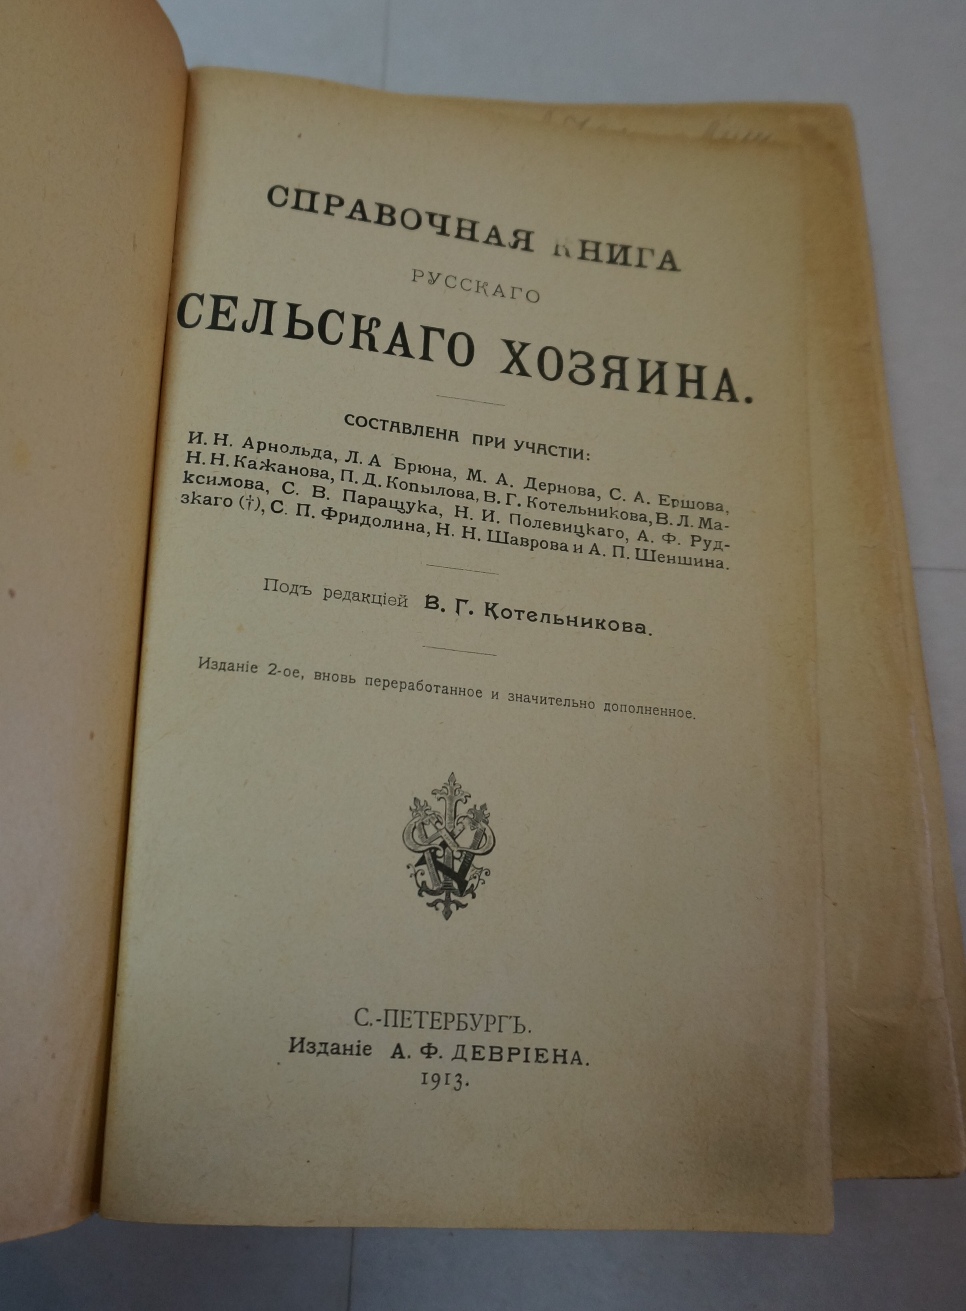 СПРАВОЧНАЯ КНИГА
РУССКАГО
СЕЛЬСКАГО ХОЗЯИНА.
СОСТАВЛЕНА ПРИ УЧАСТІИ:
И. Н. Арнольда, Л. А Брюна, М. А. Дернова, С. А. Ершова,
Н. Н. Кажанова, П. Д. Копылова, В. Г. Котельникова, В. Л. Ма-
ксимова, С. В. Паращука, Н. И. Полевицкаго, А. Ф. Руд-
зкаго (†), С. П. Фридолина, Н. Н. Шаврова и А. П. Шеншина.
Подъ редакціей В. Г. Котельникова.
Изданіе 2-ое, вновь переработанное и значительно дополненное.
С.-ПЕТЕРБУРГЪ.
Изданіе А. Ф. ДЕВРІЕНА.
1913.